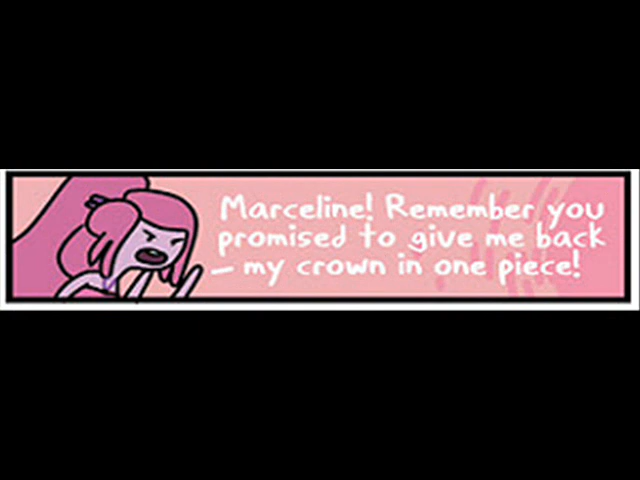 Marceline! Remember you
promised to give me back
– my crown in one piece!